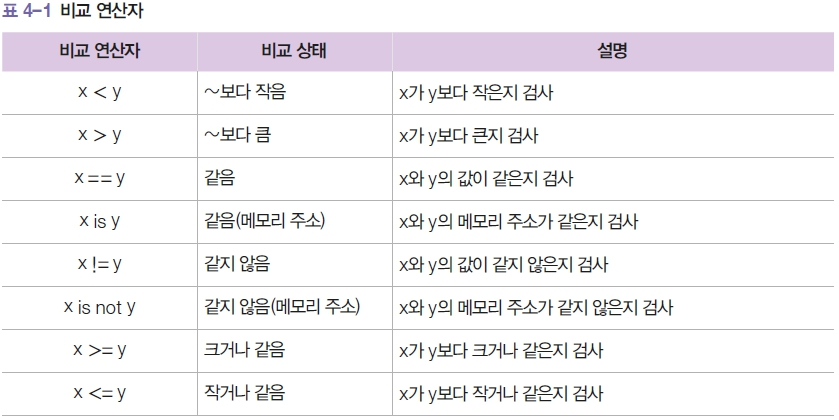 표 4-1 비교 연산자
비교 연산자 비교 상태 설명
x < y ~보다 작음 x가 y보다 작은지 검사
x > y ~보다 큼 x가 y보다 큰지 검사
x == y 같음 x와 y의 값이 같은지 검사
x is y 같음(메모리 주소) x와 y의 메모리 주소가 같은지 검사
x != y 같지 않음 x와 y의 값이 같지 않은지 검사
x is not y 같지 않음(메모리 주소) x와 y의 메모리 주소가 같지 않은지 검사
x >= y 크거나 같음 x가 y보다 크거나 같은지 검사
x <= y 작거나 같음 x가 y보다 작거나 같은지 검사